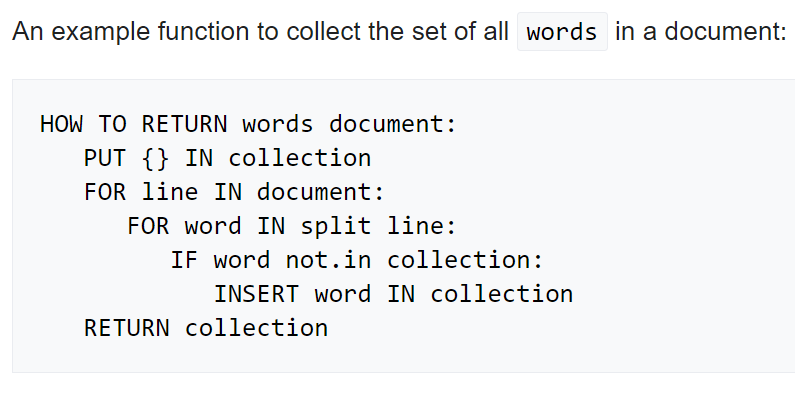 An example function to collect the set of all words in a document:
HOW TO RETURN words document:
   PUT {} IN collection
   FOR line IN document:
      FOR word IN split line:
         IF word not.in collection:
            INSERT word IN collection
   RETURN collection